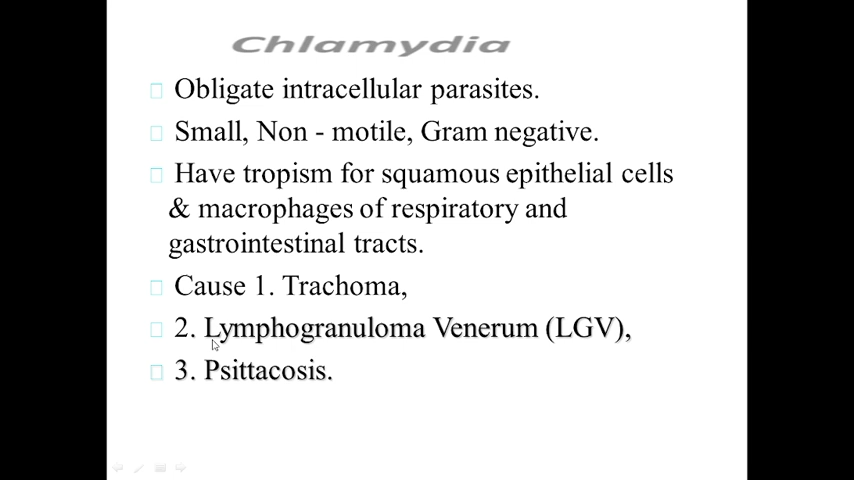 Chlamydia
Obligate intracellular parasites.
Small, Non - motile, Gram negative.
Have tropism for squamous epithelial cells
& macrophages of respiratory and
gastrointestinal tracts.
Cause 1. Trachoma,
2. Lymphogranuloma Venerum (LGV),
3. Psittacosis.